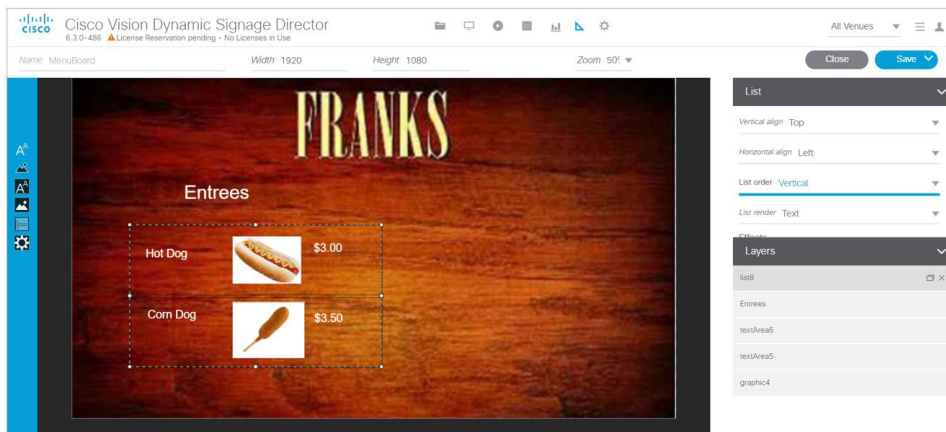 CISCO
Cisco Vision Dynamic Signage Director
6.3.0-486 License Reservation pending - No Licenses in Use
All Venues
Name MenuBoard
Width 1920
Height 1080
Zoom 50%
Close
Save
FRANKS
Entrees
Hot Dog
$3.00
Corn Dog
$3.50
List
Vertical align Top
Horizontal align Left
List order Vertical
List render Text
Effects
Layers
list8
Entrees
textArea6
textArea5
graphic4